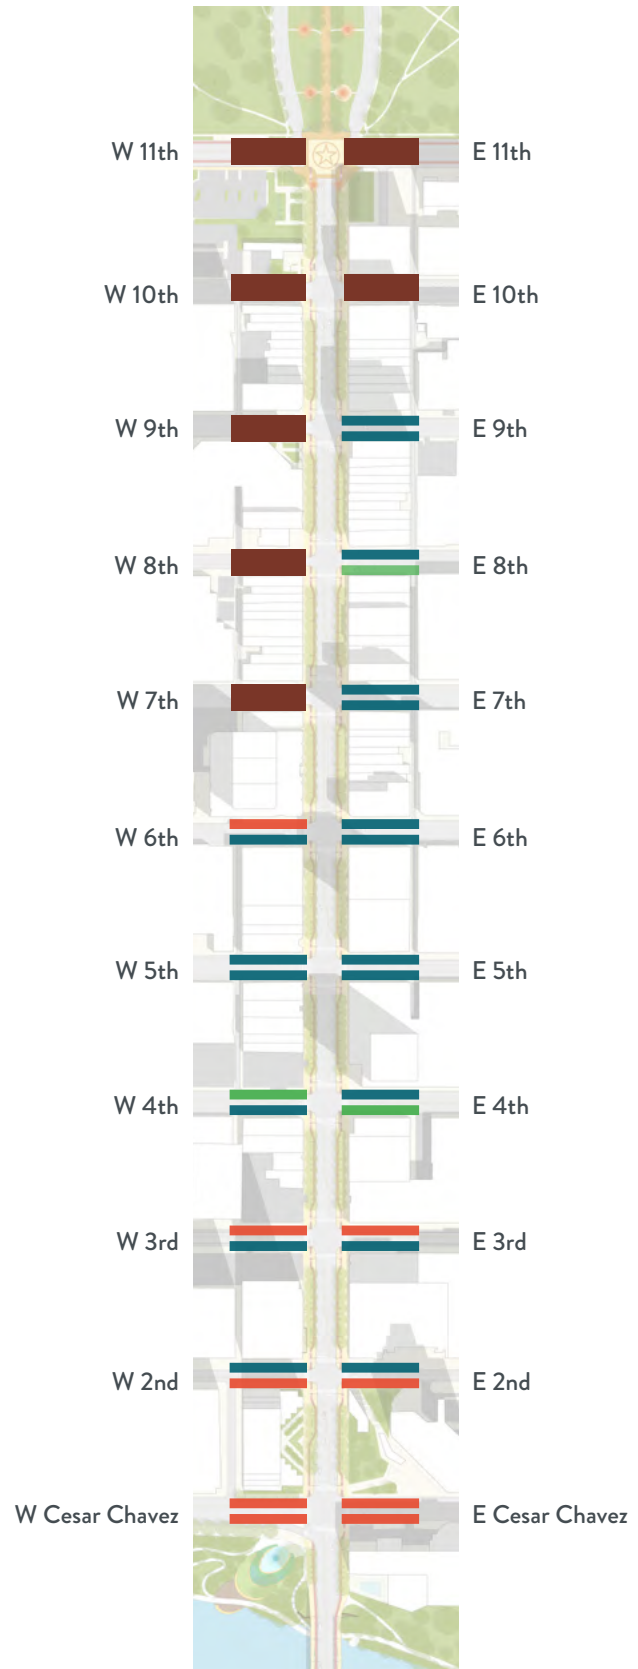 W 11th E 11th
W 10th E 10th
W 9th E 9th
W 8th E 8th
W 7th E 7th
W 6th E 6th
W 5th E 5th
W 4th E 4th
W 3rd E 3rd
W 2nd E 2nd
W Cesar Chavez E Cesar Chavez